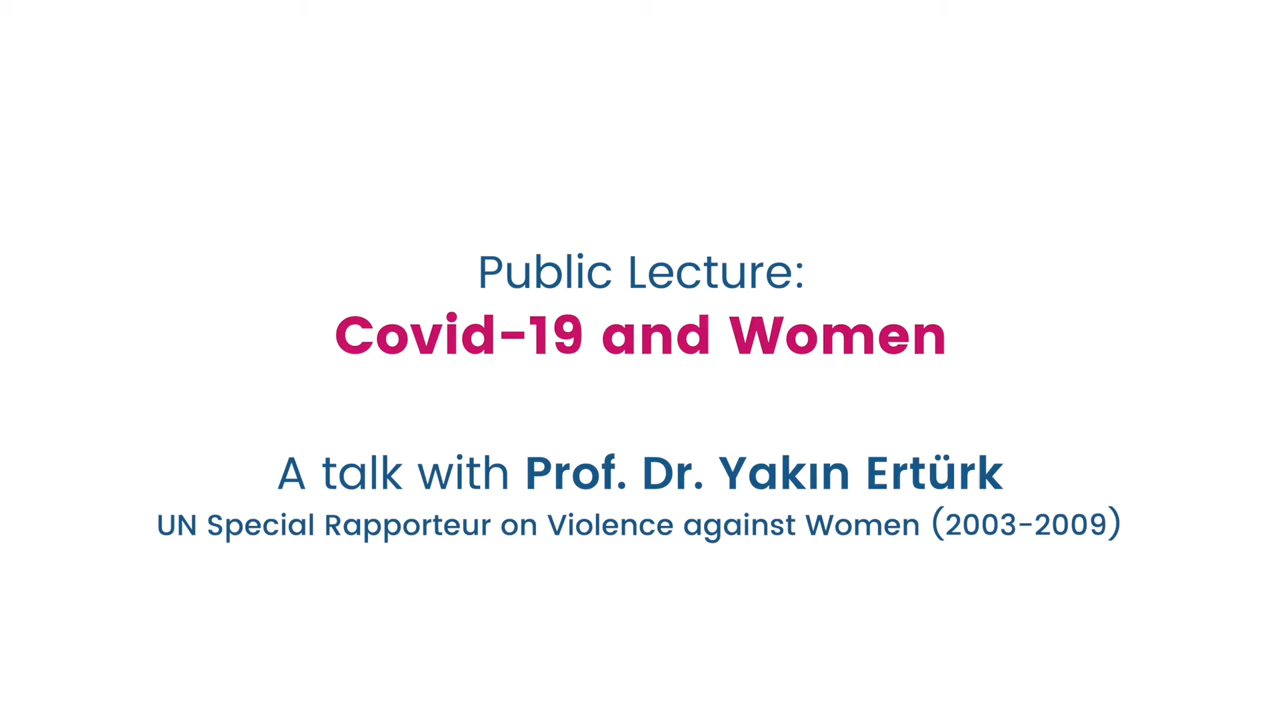 Public Lecture:
Covid-19 and Women
A talk with Prof. Dr. Yakın Ertürk
UN Special Rapporteur on Violence against Women (2003-2009)